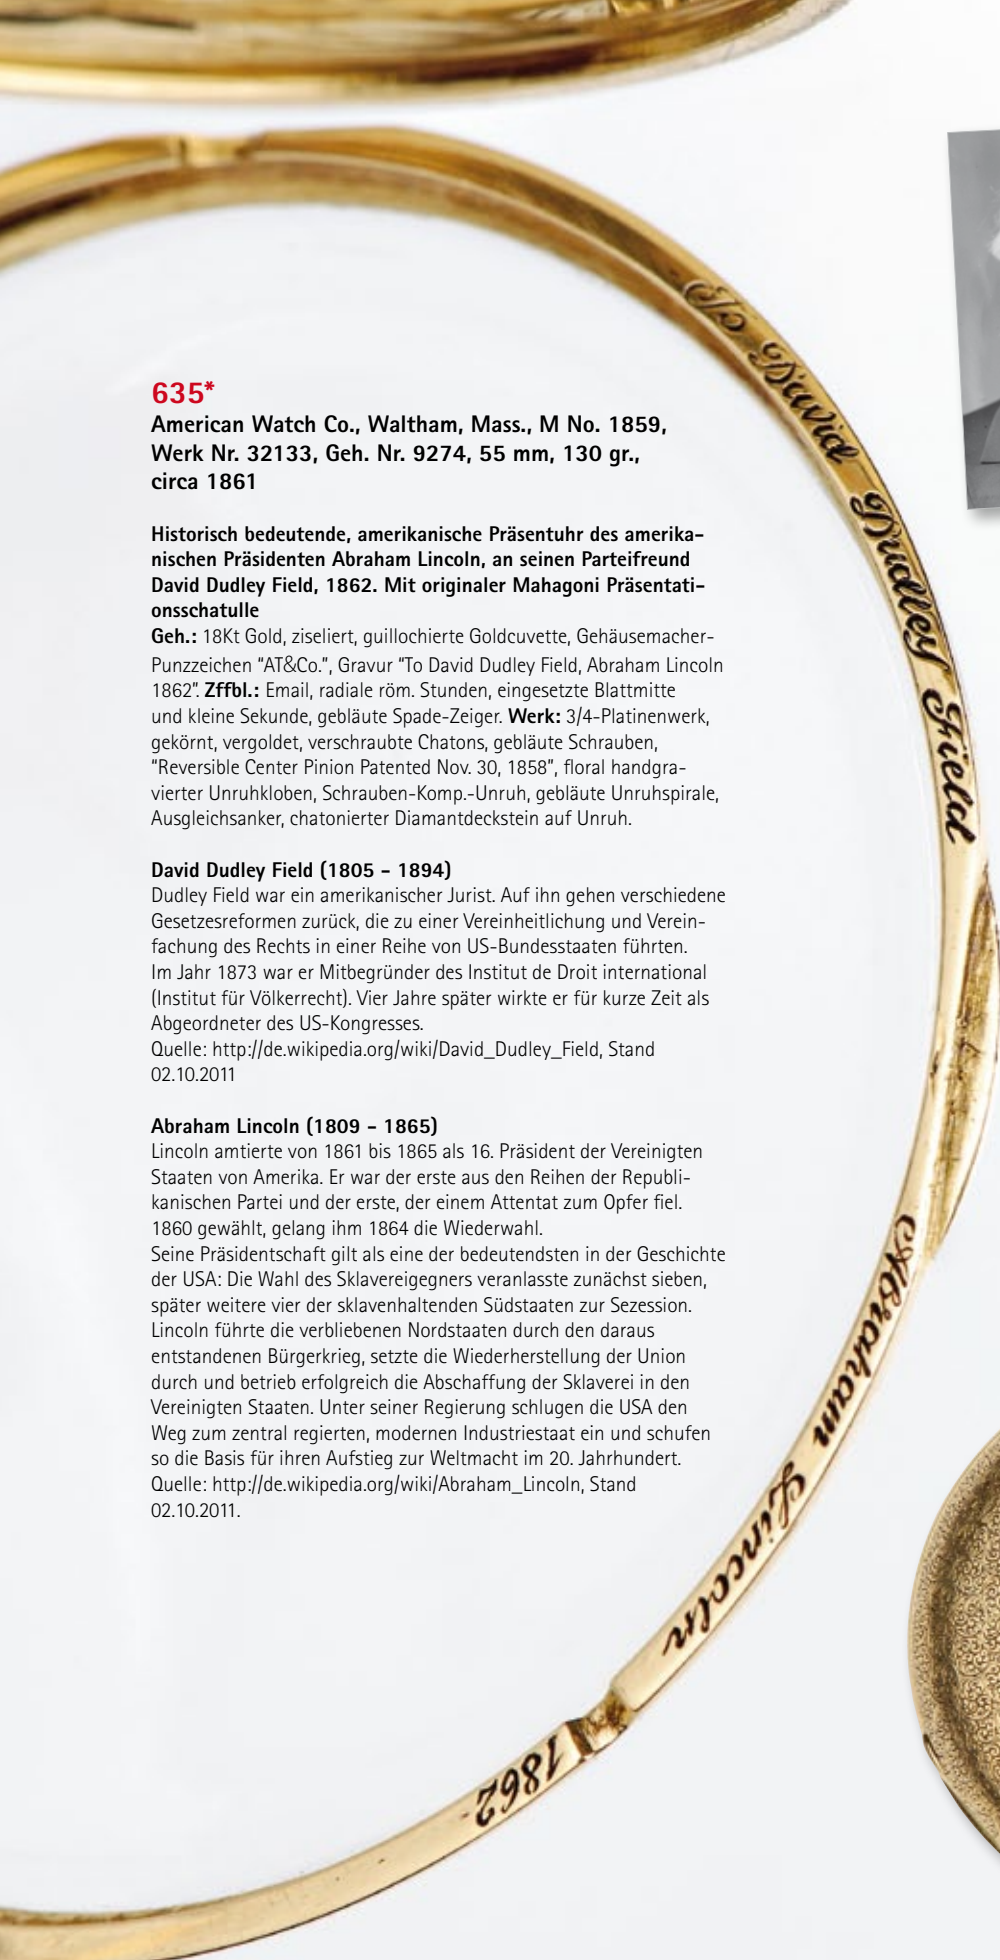 635*
American Watch Co., Waltham, Mass., M No. 1859,
Werk Nr. 32133, Geh. Nr. 9274, 55 mm, 130 gr.,
circa 1861
Historisch bedeutende, amerikanische Präsentuhr des amerika-
nischen Präsidenten Abraham Lincoln, an seinen Parteifreund
David Dudley Field, 1862. Mit originaler Mahagoni Präsentati-
onsschatulle
Geh.: 18Kt Gold, ziseliert, guillochierte Goldcuvette, Gehäusemacher-
Punzzeichen "AT&Co.", Gravur "To David Dudley Field, Abraham Lincoln
1862". Zffbl.: Email, radiale röm. Stunden, eingesetzte Blattmitte
und kleine Sekunde, gebläute Spade-Zeiger. Werk: 3/4-Platinenwerk,
gekörnt, vergoldet, verschraubte Chatons, gebläute Schrauben,
"Reversible Center Pinion Patented Nov. 30, 1858", floral handgra-
vierter Unruhkloben, Schrauben-Komp.-Unruh, gebläute Unruhspirale,
Ausgleichsanker, chatonierter Diamantdeckstein auf Unruh.
David Dudley Field (1805 - 1894)
Dudley Field war ein amerikanischer Jurist. Auf ihn gehen verschiedene
Gesetzesreformen zurück, die zu einer Vereinheitlichung und Verein-
fachung des Rechts in einer Reihe von US-Bundesstaaten führten.
Im Jahr 1873 war er Mitbegründer des Institut de Droit international
(Institut für Völkerrecht). Vier Jahre später wirkte er für kurze Zeit als
Abgeordneter des US-Kongresses.
Quelle: http://de.wikipedia.org/wiki/David_Dudley_Field, Stand
02.10.2011
Abraham Lincoln (1809 - 1865)
Lincoln amtierte von 1861 bis 1865 als 16. Präsident der Vereinigten
Staaten von Amerika. Er war der erste aus den Reihen der Republi-
kanischen Partei und der erste, der einem Attentat zum Opfer fiel.
1860 gewählt, gelang ihm 1864 die Wiederwahl.
Seine Präsidentschaft gilt als eine der bedeutendsten in der Geschichte
der USA: Die Wahl des Sklavereigegners veranlasste zunächst sieben,
später weitere vier der sklavenhaltenden Südstaaten zur Sezession.
Lincoln führte die verbliebenen Nordstaaten durch den daraus
entstandenen Bürgerkrieg, setzte die Wiederherstellung der Union
durch und betrieb erfolgreich die Abschaffung der Sklaverei in den
Vereinigten Staaten. Unter seiner Regierung schlugen die USA den
Weg zum zentral regierten, modernen Industriestaat ein und schufen
so die Basis für ihren Aufstieg zur Weltmacht im 20. Jahrhundert.
Quelle: http://de.wikipedia.org/wiki/Abraham_Lincoln, Stand
02.10.2011.
To David Dudley Field
Abraham Lincoln
1862